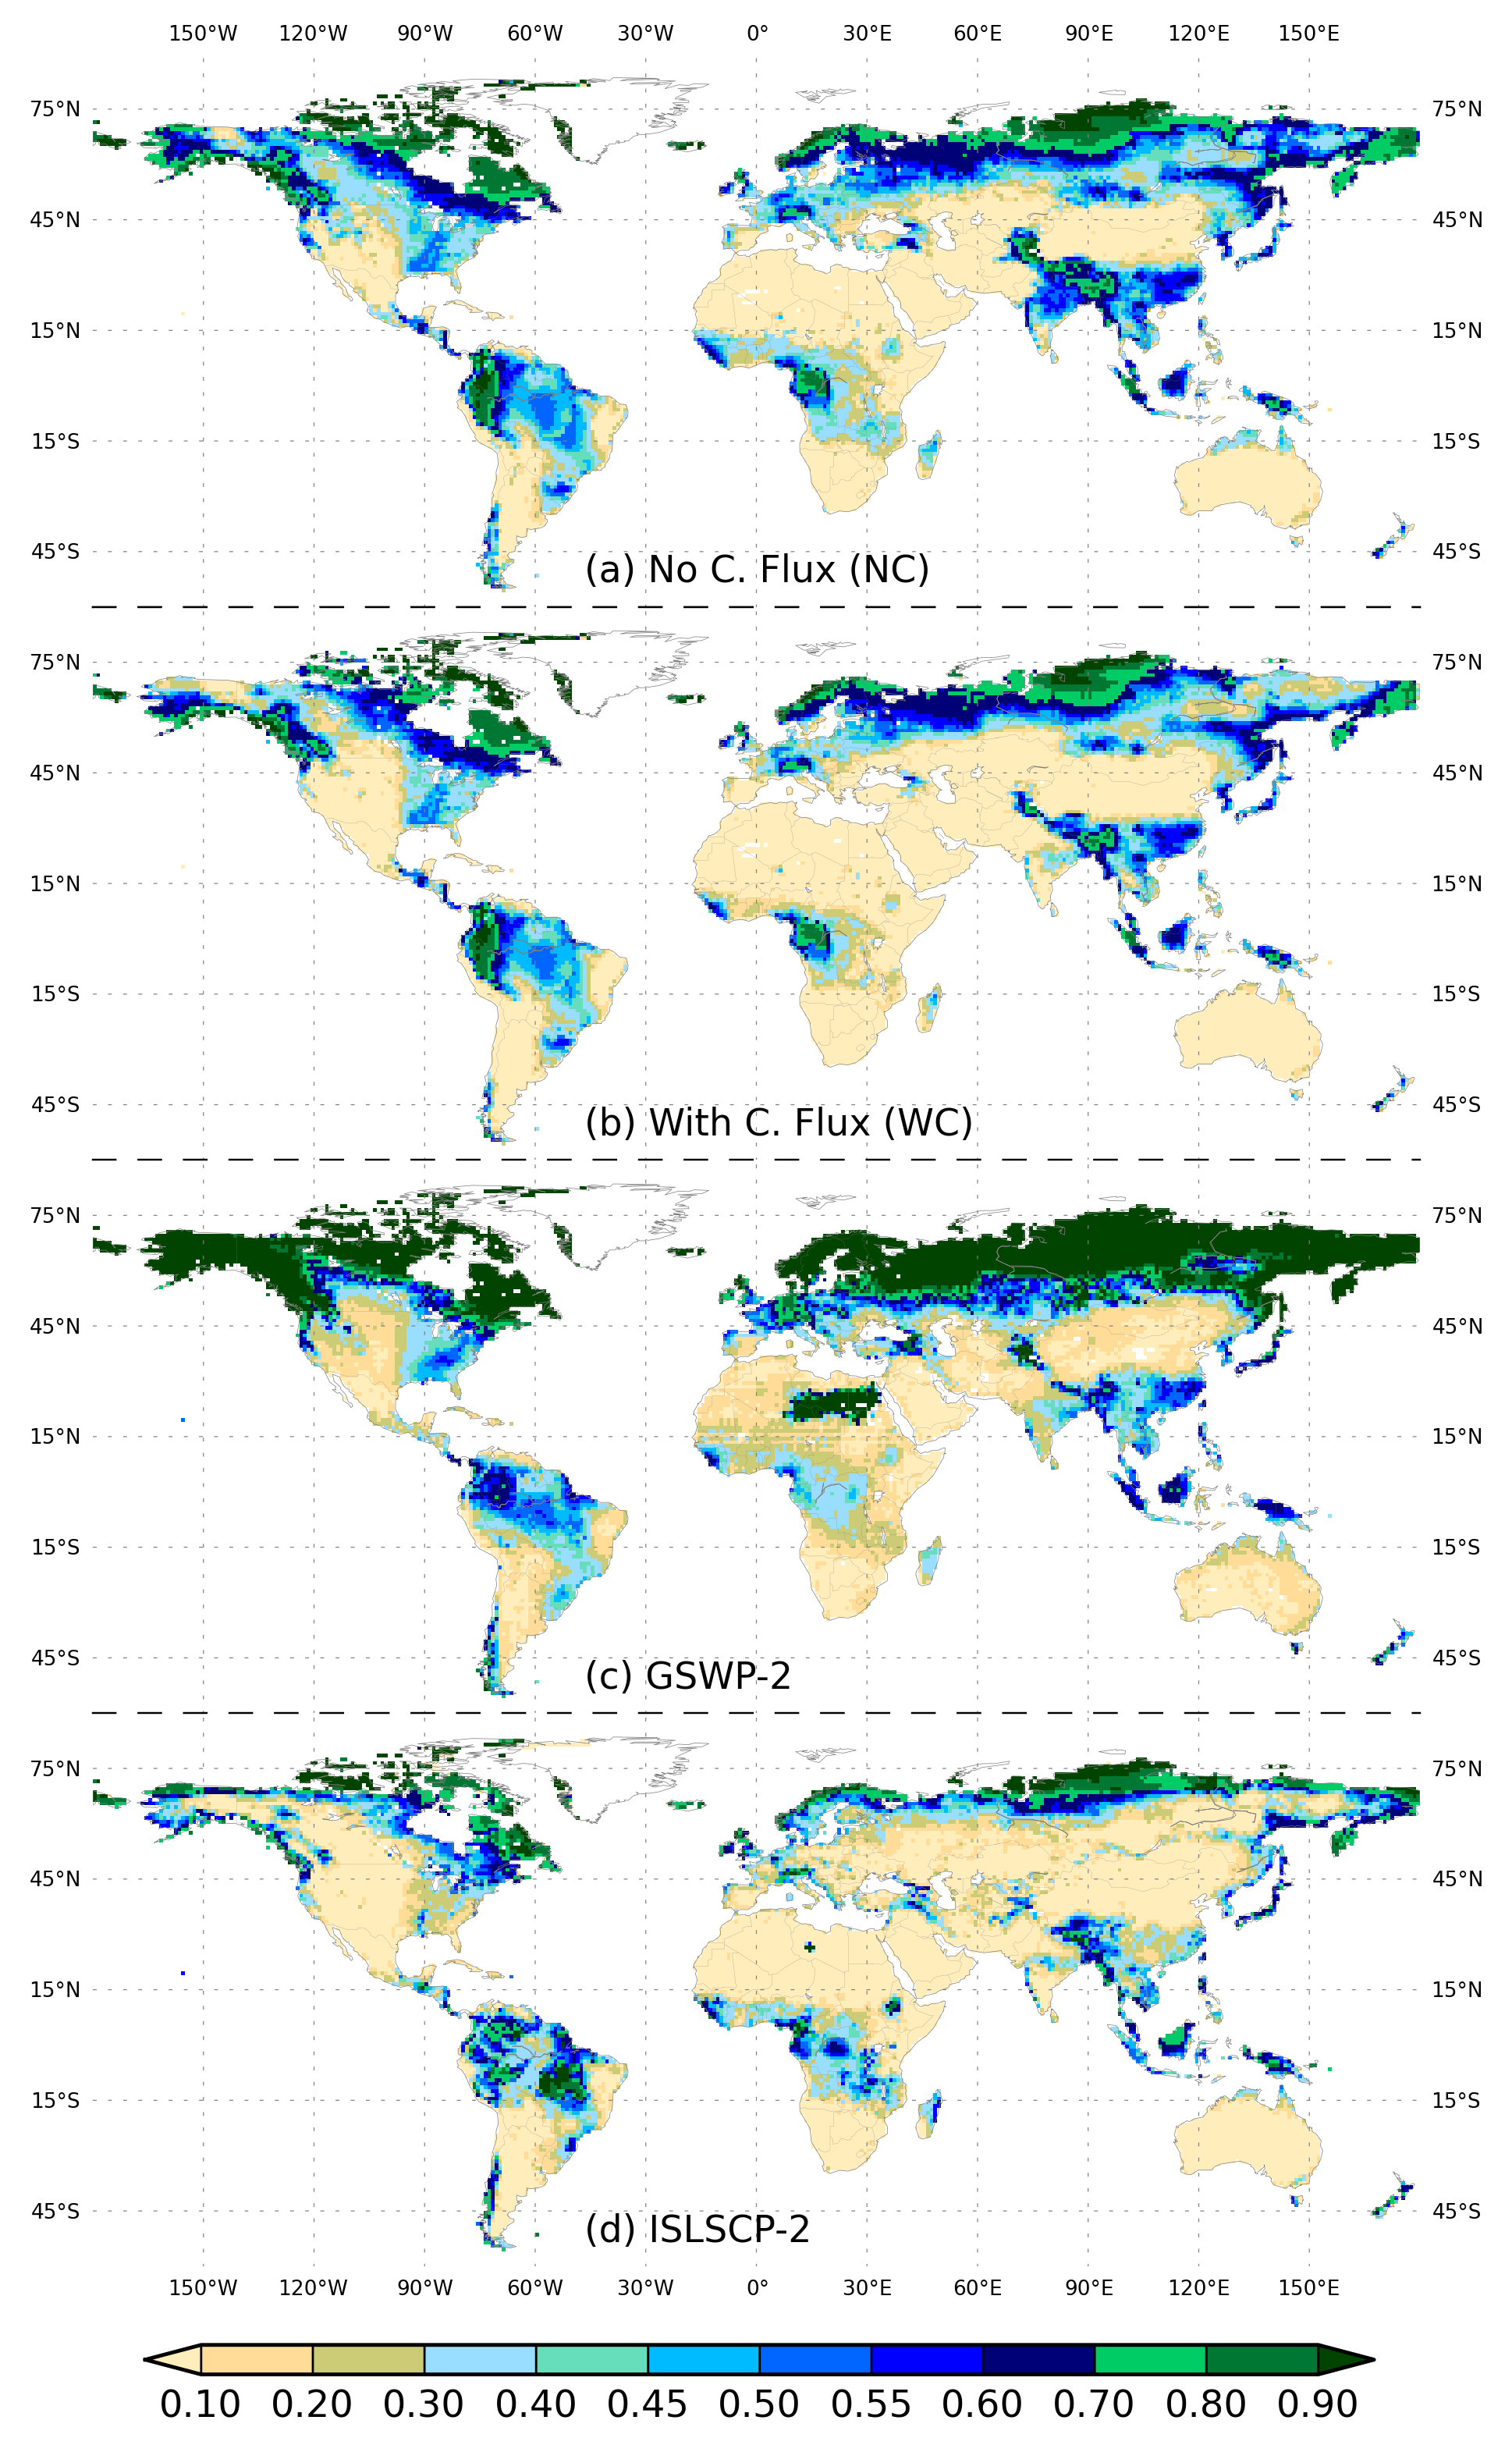 150°W 120°W 90°W 60°W 30°W 0° 30°E 60°E 90°E 120°E 150°E
75°N 75°N
45°N 45°N
15°N 15°N
15°S 15°S
45°S 45°S
(a) No C. Flux (NC)
75°N 75°N
45°N 45°N
15°N 15°N
15°S 15°S
45°S 45°S
(b) With C. Flux (WC)
75°N 75°N
45°N 45°N
15°N 15°N
15°S 15°S
45°S 45°S
(c) GSWP-2
75°N 75°N
45°N 45°N
15°N 15°N
15°S 15°S
45°S 45°S
(d) ISLSCP-2
150°W 120°W 90°W 60°W 30°W 0° 30°E 60°E 90°E 120°E 150°E
0.10 0.20 0.30 0.40 0.45 0.50 0.55 0.60 0.70 0.80 0.90